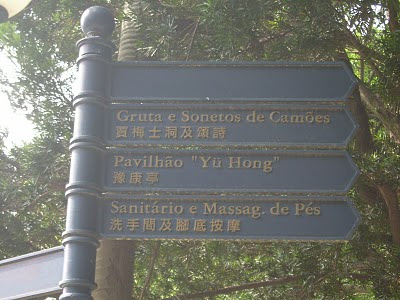 Gruta e Sonetos de Camões
賈梅士洞及頌詩
Pavilhão "Yü Hong"
豫康亭
Sanitário e Massag. de Pés
洗手間及腳底按摩